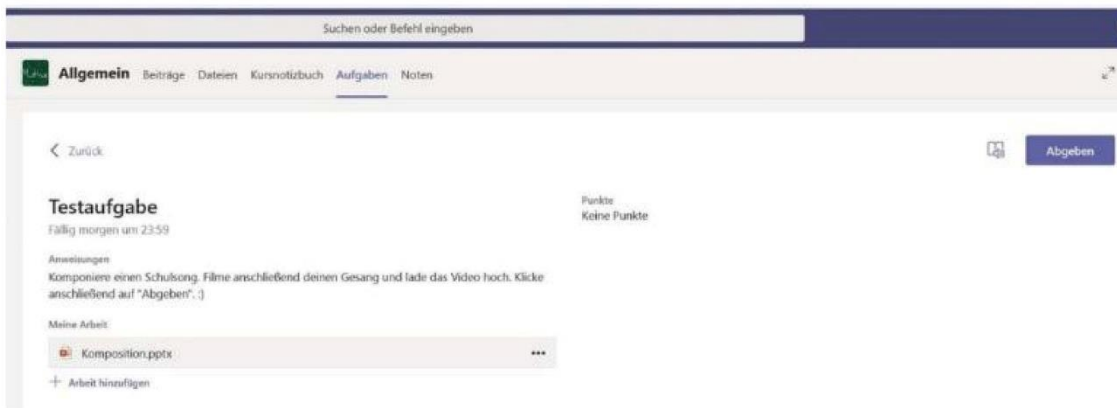 Suchen oder Befehl eingeben
Allgemein Beiträge Dateien Kursnotizbuch Aufgaben Noten
Zurück
Abgeben
Testaufgabe
Fällig morgen um 23:59
Punkte
Keine Punkte
Anweisungen
Komponiere einen Schulsong. Filme anschließend deinen Gesang und lade das Video hoch. Klicke
anschließend auf "Abgeben". :)
Meine Arbeit
Komposition.pptx
Arbeit hinzufügen